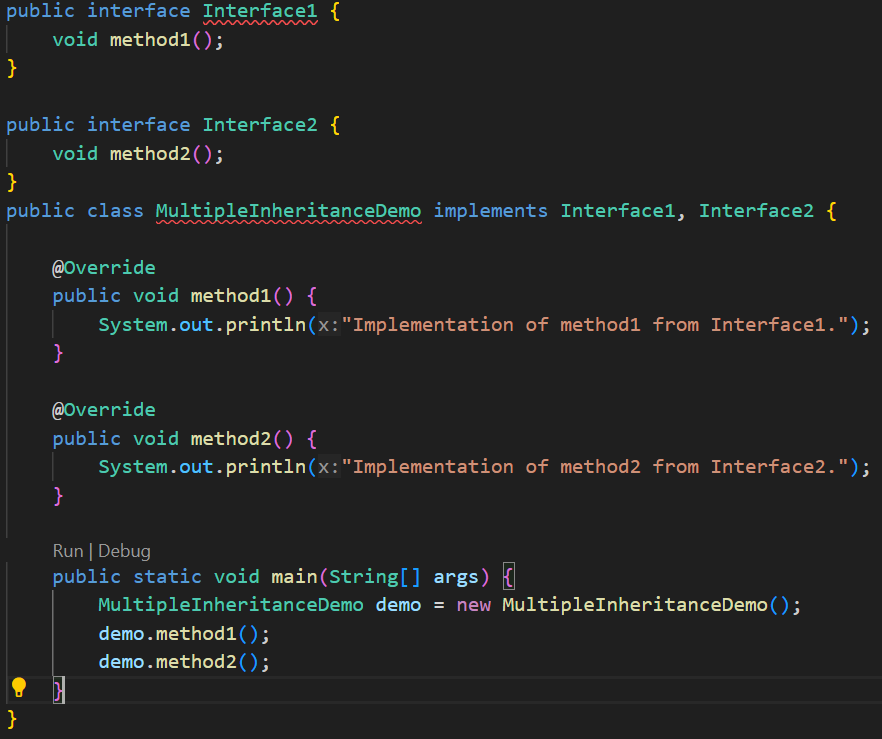 public interface Interface1 {
    void method1();
}

public interface Interface2 {
    void method2();
}
public class MultipleInheritanceDemo implements Interface1, Interface2 {

    @Override
    public void method1() {
        System.out.println(x:"Implementation of method1 from Interface1.");
    }

    @Override
    public void method2() {
        System.out.println(x:"Implementation of method2 from Interface2.");
    }

    Run | Debug
    public static void main(String[] args) {
        MultipleInheritanceDemo demo = new MultipleInheritanceDemo();
        demo.method1();
        demo.method2();
    }
}